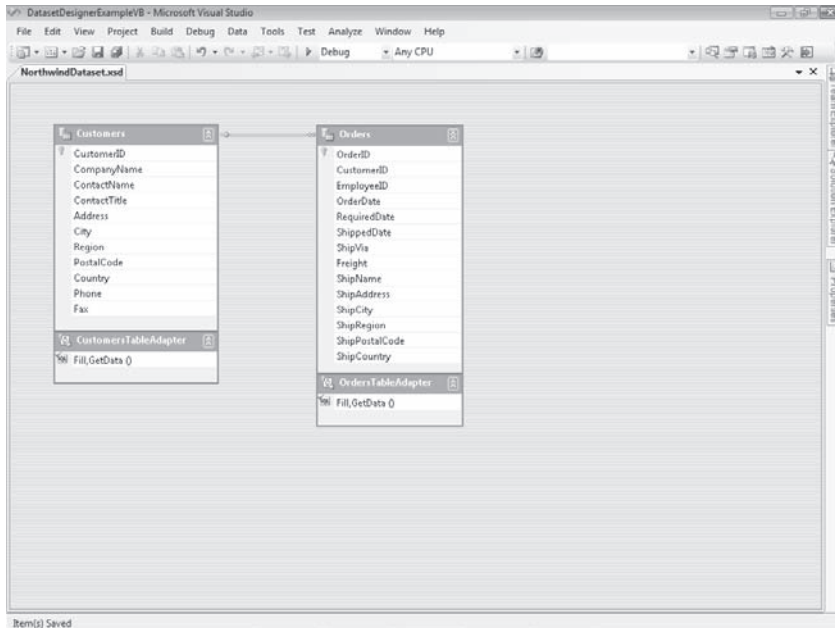 DatasetDesignerExampleVB - Microsoft Visual Studio
File Edit View Project Build Debug Data Tools Test Analyze Window Help
Debug Any CPU
NorthwindDataset.xsd
Customers
CustomerID
CompanyName
ContactName
ContactTitle
Address
City
Region
PostalCode
Country
Phone
Fax
CustomersTableAdapter
Fill,GetData ()
Orders
OrderID
CustomerID
EmployeeID
OrderDate
RequiredDate
ShippedDate
ShipVia
Freight
ShipName
ShipAddress
ShipCity
ShipRegion
ShipPostalCode
ShipCountry
OrdersTableAdapter
Fill,GetData ()
Properties
Item(s) Saved